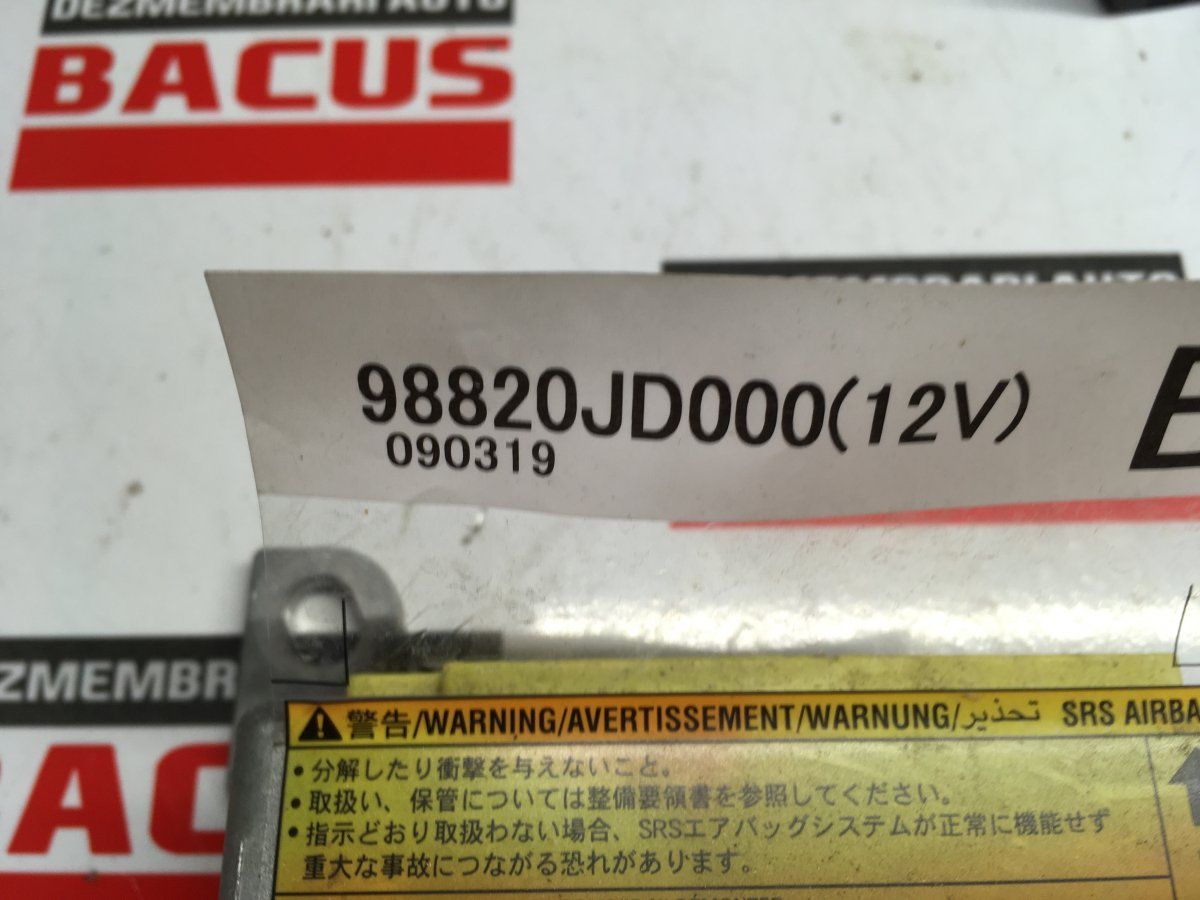 DEZMEMBRARI AUTO
BACUS
98820JD000(12V)
090319
警告/WARNING/AVERTISSEMENT/WARNUNG/تحذير SRS
• 分解したり衝撃を与えないこと。
• 取扱い、保管については整備要領書を参照してください。
• 指示どおり取扱わない場合、SRSエアバッグシステムが正常に機能せず
重大な事故につながる恐れがあります。